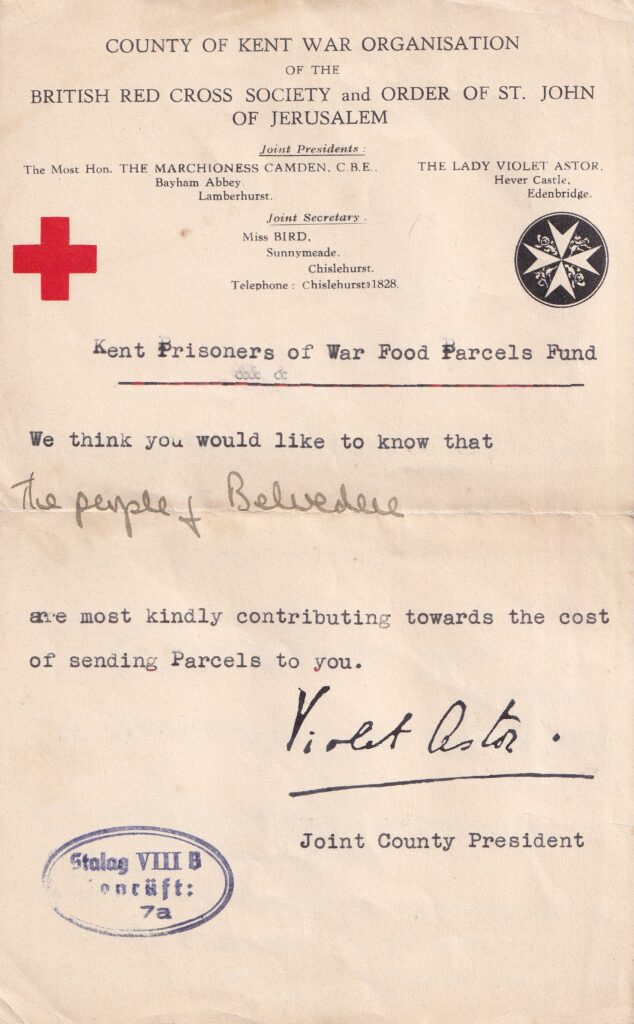 COUNTY OF KENT WAR ORGANISATION
OF THE
BRITISH RED CROSS SOCIETY and ORDER OF ST. JOHN
OF JERUSALEM
Joint Presidents :
The Most Hon. THE MARCHIONESS CAMDEN, C.B.E..
Bayham Abbey.
Lamberhurst.
THE LADY VIOLET ASTOR.
Hever Castle,
Edenbridge.
Joint Secretary.
Miss BIRD,
Sunnymeade.
Chislehurst.
Telephone : Chislehurst 1828.
Kent Prisoners of War Food Parcels Fund
We think you would like to know that
The people of Belvedere
are most kindly contributing towards the cost
of sending Parcels to you.
Violet Astor.
Joint County President
Stalag VIII B
7a